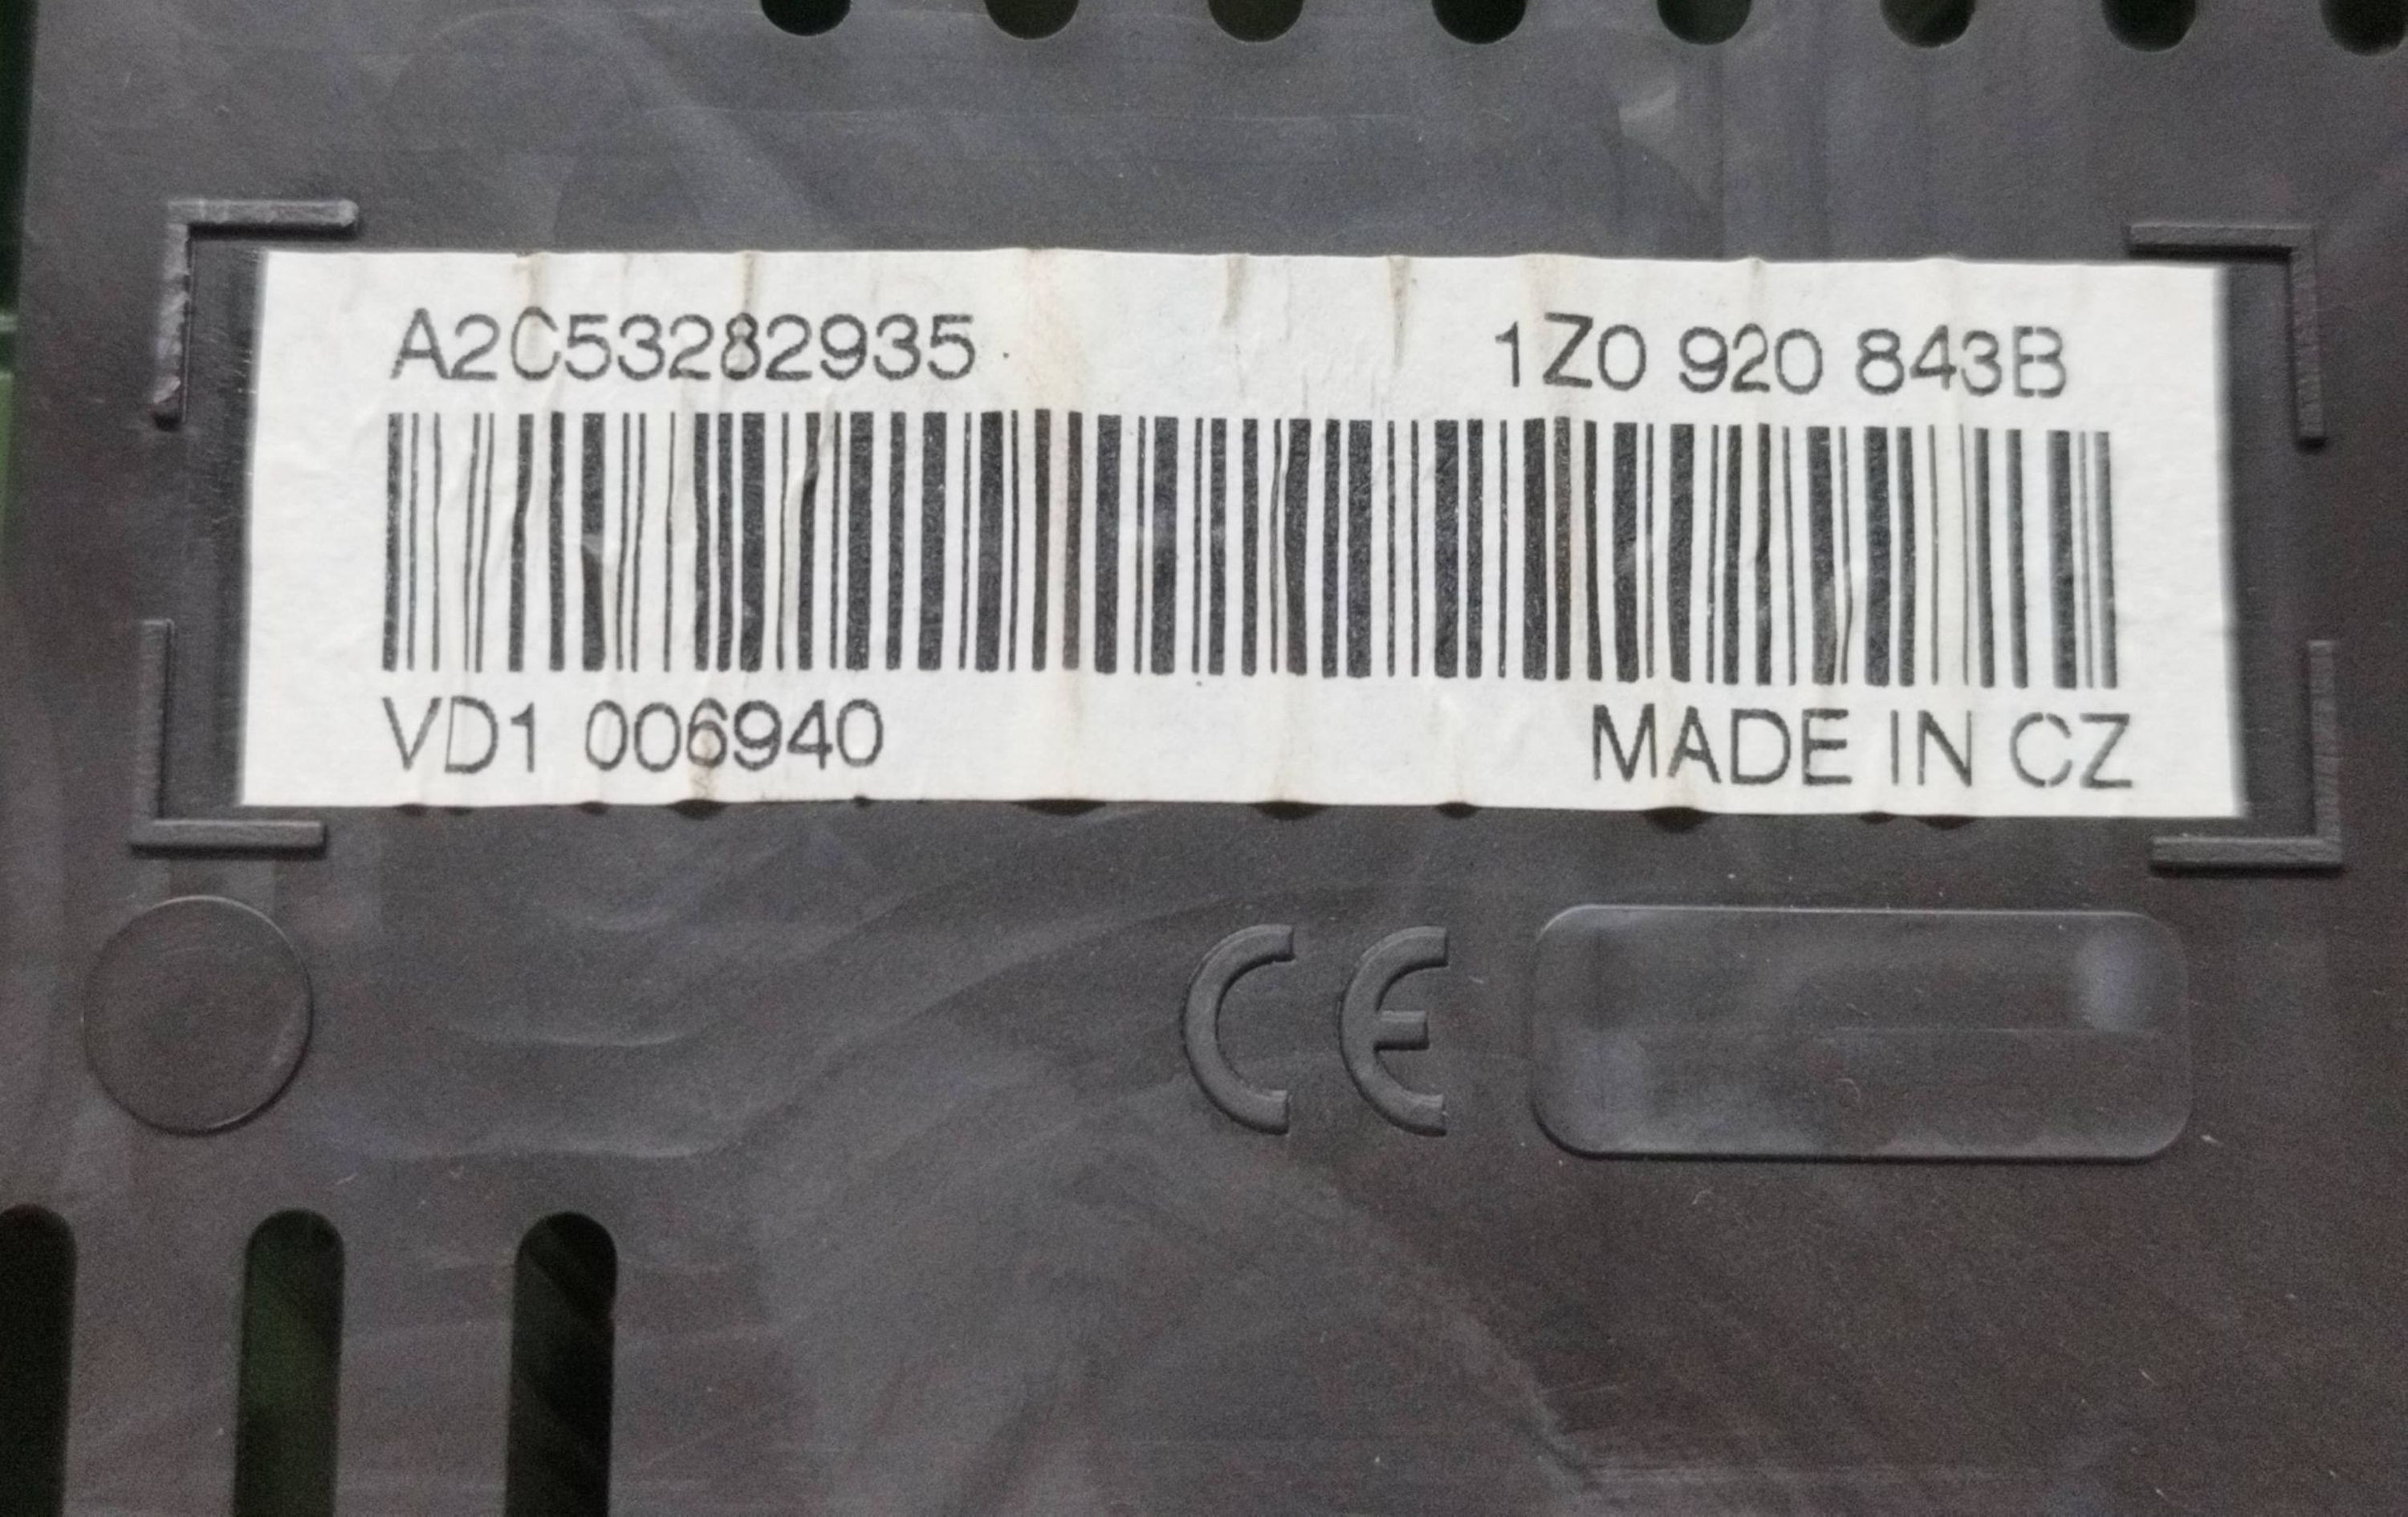 A2C53282935 1Z0 920 843B
VD1 006940 MADE IN CZ
CE